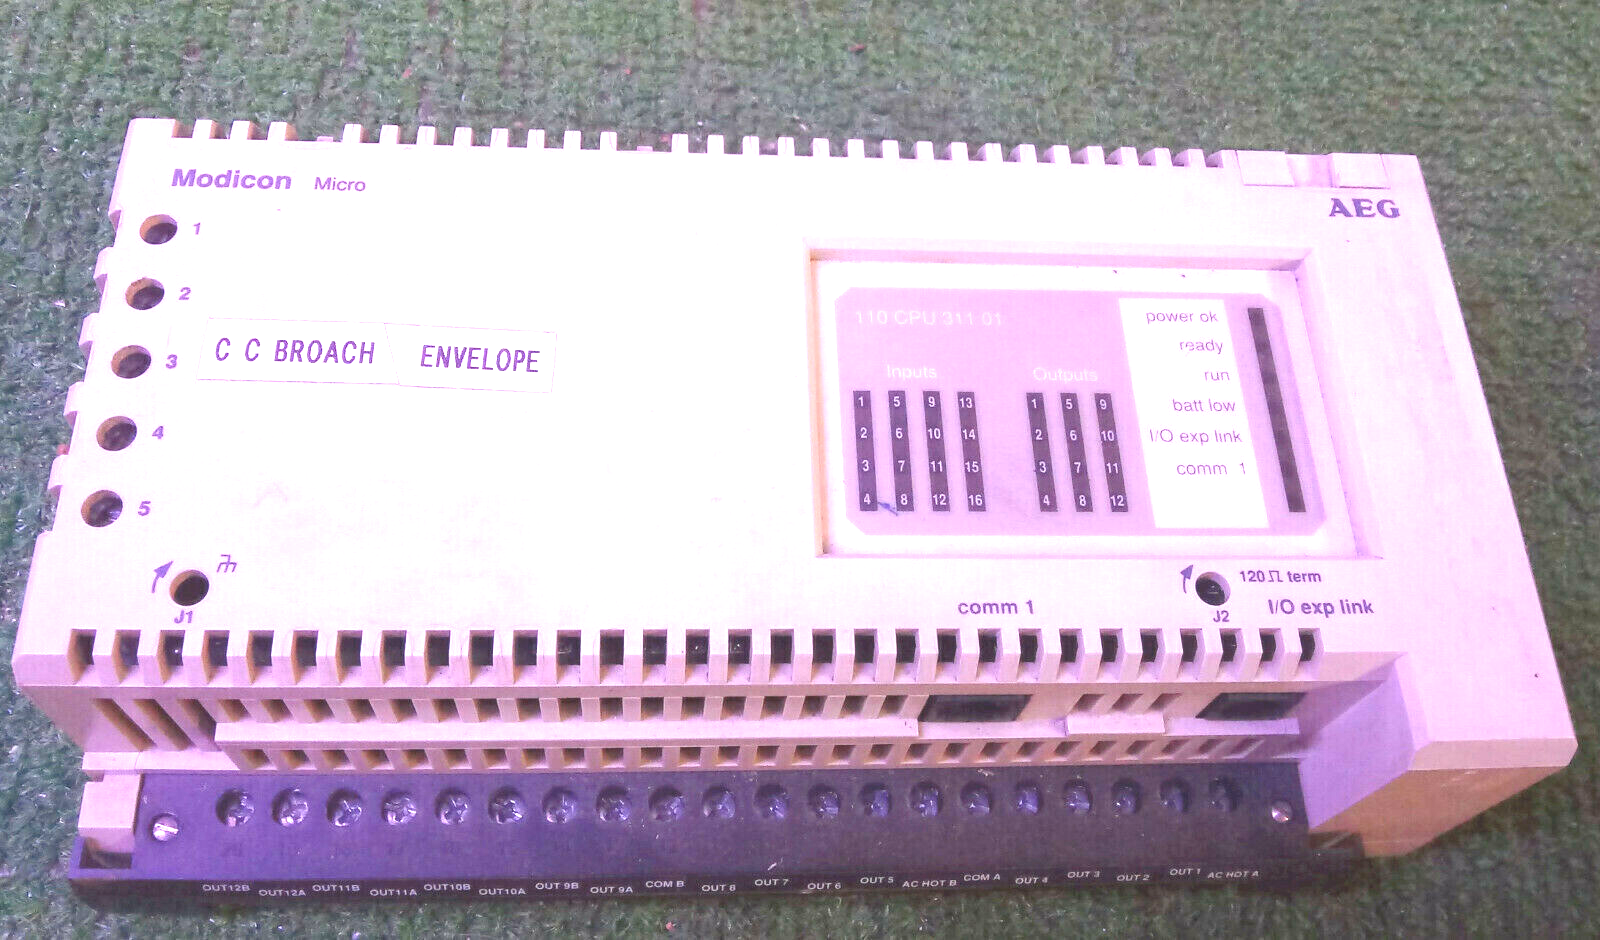 Modicon Micro
AEG
1
2
3
4
5
C C BROACH ENVELOPE
110 CPU 311 01
Inputs
1 5 9 13
2 6 10 14
3 7 11 15
4 8 12 16
Outputs
1 5 9
2 6 10
3 7 11
4 8 12
power ok
ready
run
batt low
I/O exp link
comm 1
J1
comm 1
120Ω term
J2
I/O exp link
OUT12B OUT12A OUT11B OUT11A OUT10B OUT10A OUT 9B OUT 9A COM B OUT 8 OUT 7 OUT 6 OUT 5 AC HOT B COM A OUT 4 OUT 3 OUT 2 OUT 1 AC HOT A